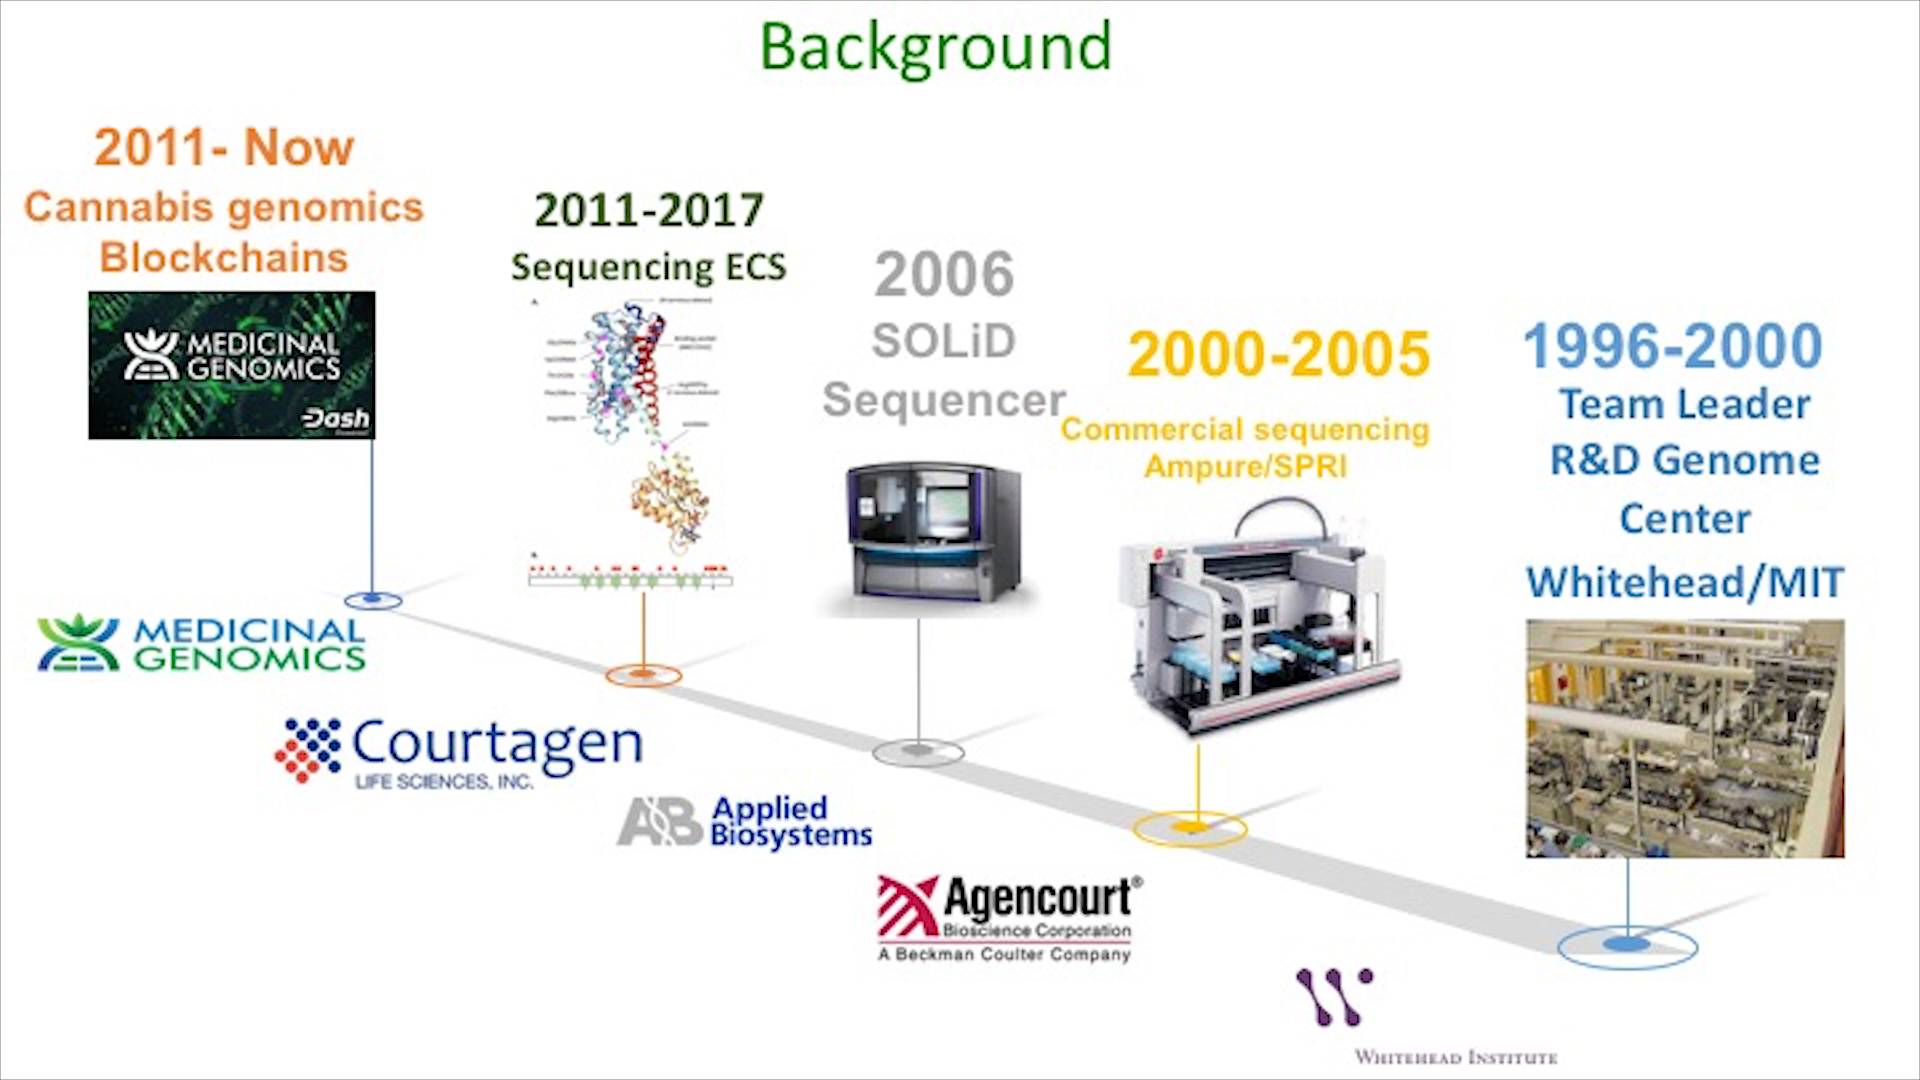 Background
2011- Now
Cannabis genomics
Blockchains
MEDICINAL
GENOMICS
Dash
2011-2017
Sequencing ECS
2006
SOLiD
Sequencer
2000-2005
Commercial sequencing
Ampure/SPRI
1996-2000
Team Leader
R&D Genome
Center
Whitehead/MIT
MEDICINAL
GENOMICS
Courtagen
LIFE SCIENCES, INC.
AB Applied
Biosystems
Agencourt®
Bioscience Corporation
A Beckman Coulter Company
WHITEHEAD INSTITUTE